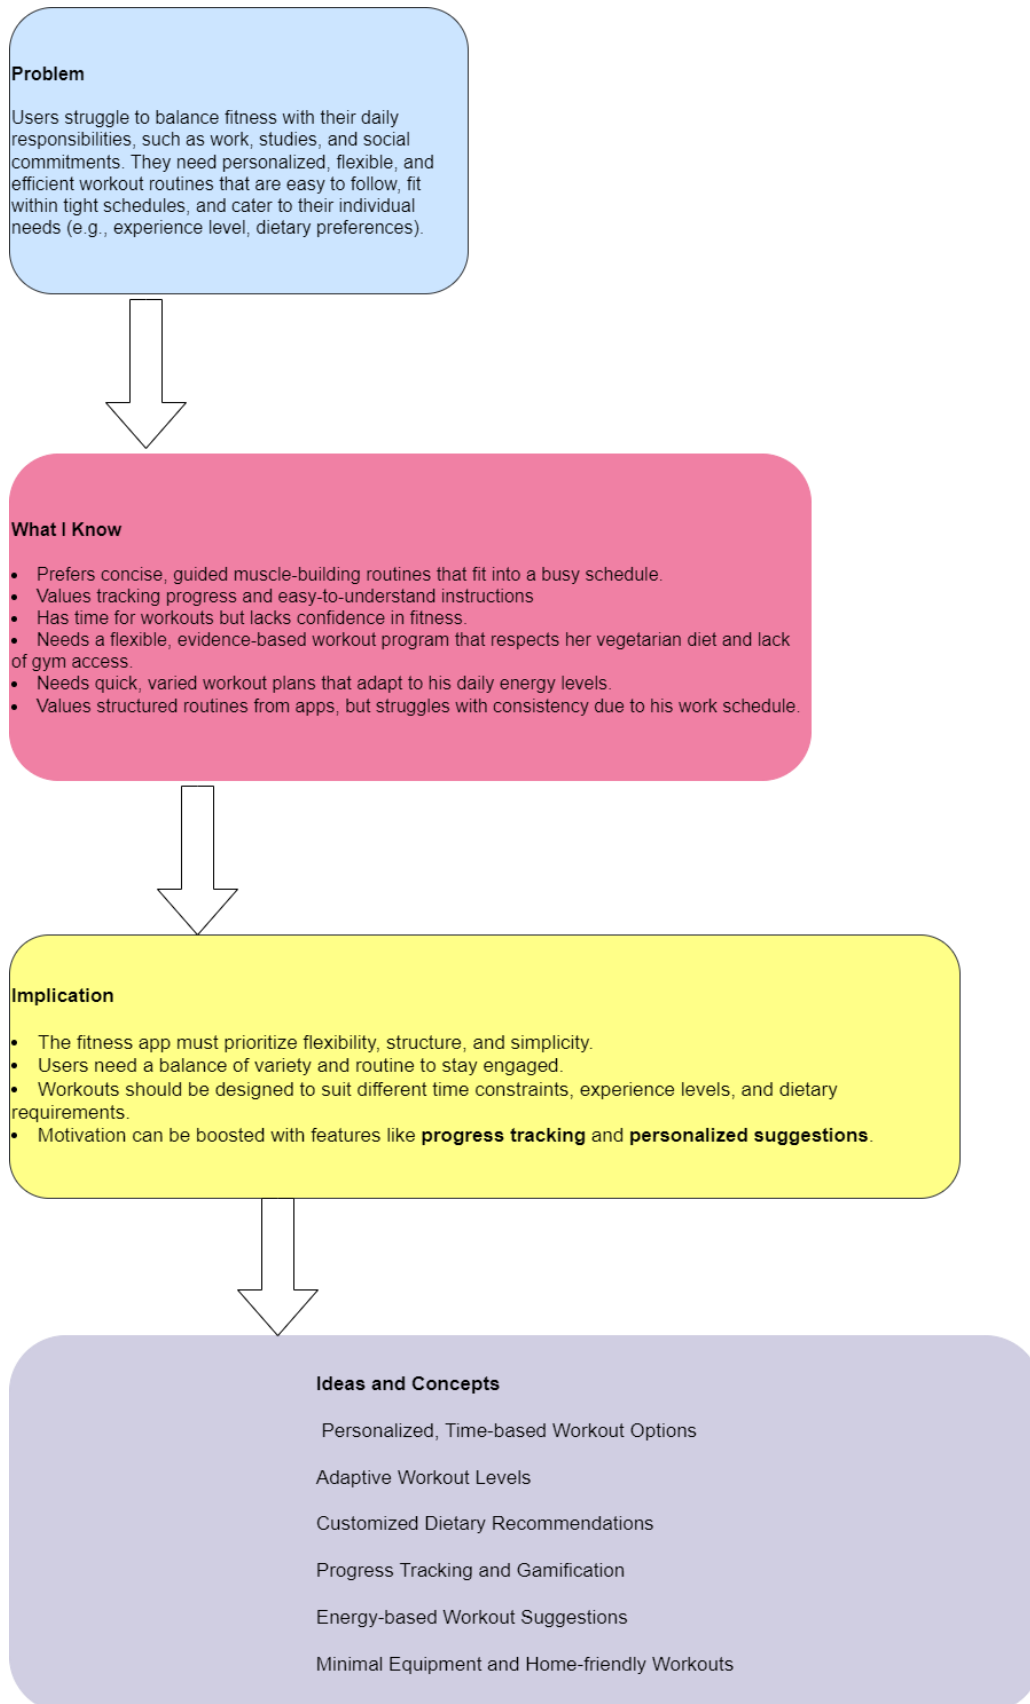 Problem
Users struggle to balance fitness with their daily
responsibilities, such as work, studies, and social
commitments. They need personalized, flexible, and
efficient workout routines that are easy to follow, fit
within tight schedules, and cater to their individual
needs (e.g., experience level, dietary preferences).
What I Know
• Prefers concise, guided muscle-building routines that fit into a busy schedule.
• Values tracking progress and easy-to-understand instructions
• Has time for workouts but lacks confidence in fitness.
• Needs a flexible, evidence-based workout program that respects her vegetarian diet and lack
of gym access.
• Needs quick, varied workout plans that adapt to his daily energy levels.
• Values structured routines from apps, but struggles with consistency due to his work schedule.
Implication
• The fitness app must prioritize flexibility, structure, and simplicity.
• Users need a balance of variety and routine to stay engaged.
• Workouts should be designed to suit different time constraints, experience levels, and dietary
requirements.
• Motivation can be boosted with features like progress tracking and personalized suggestions.
Ideas and Concepts
Personalized, Time-based Workout Options
Adaptive Workout Levels
Customized Dietary Recommendations
Progress Tracking and Gamification
Energy-based Workout Suggestions
Minimal Equipment and Home-friendly Workouts